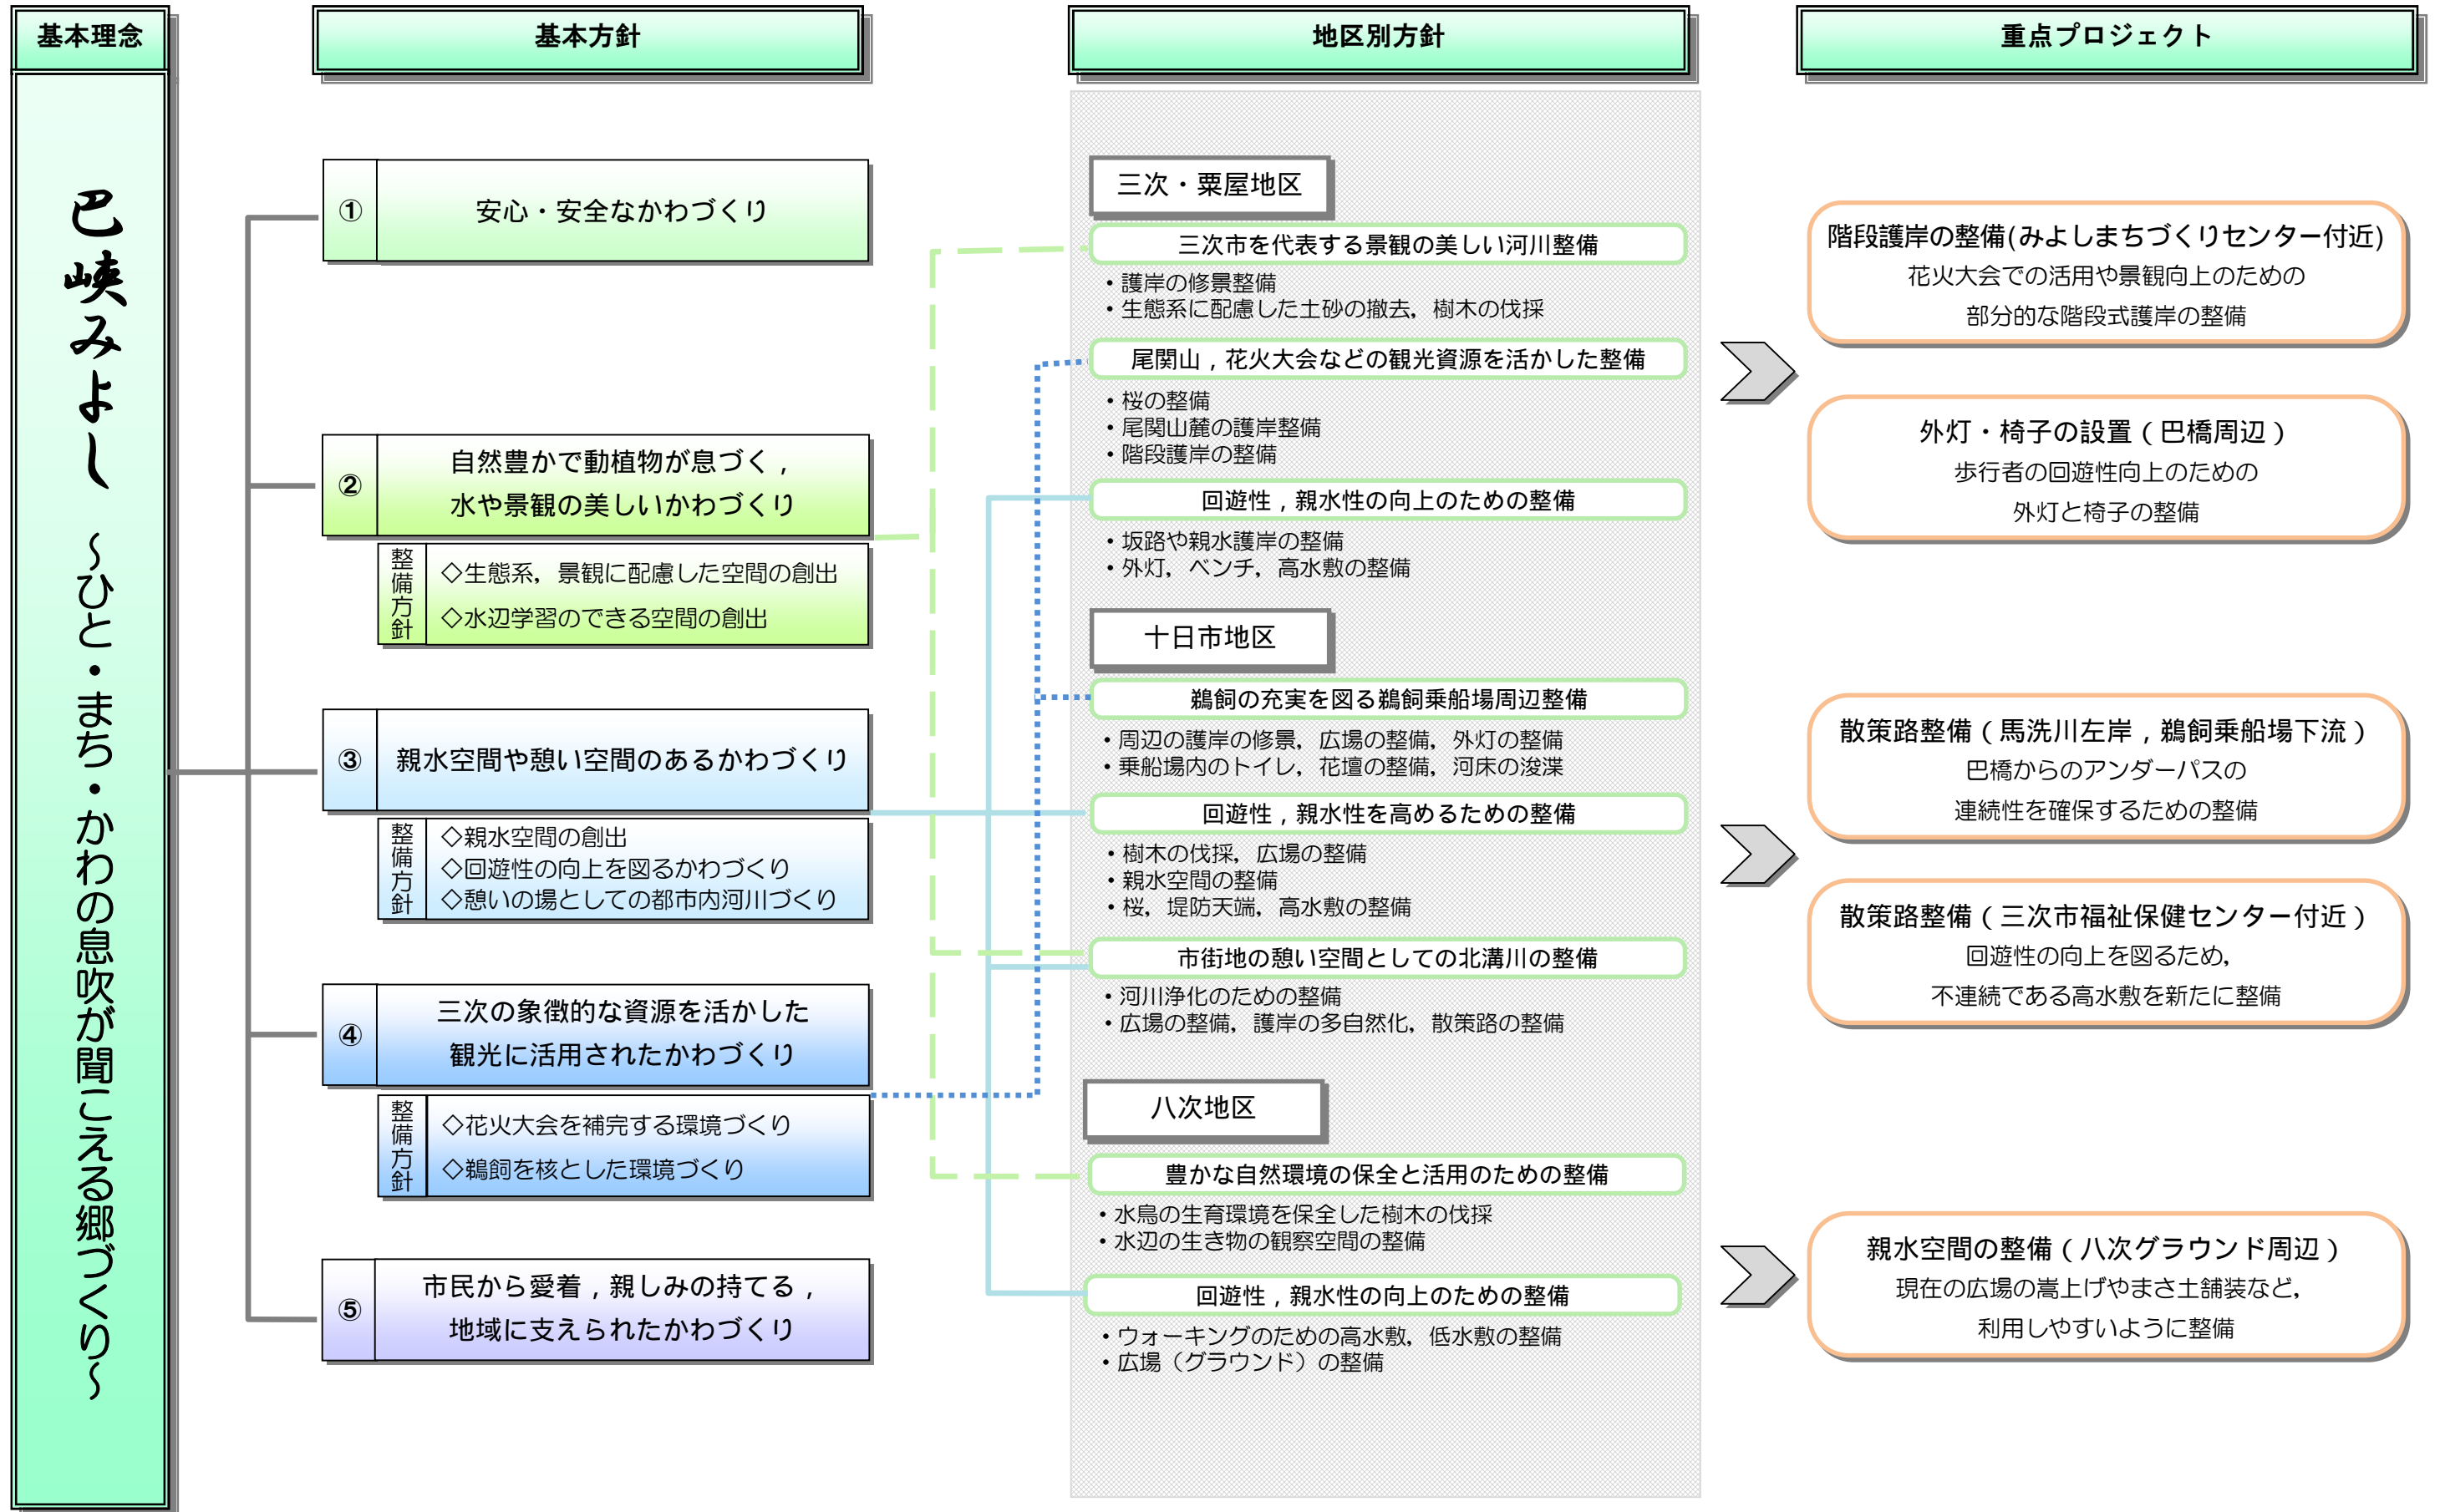 基本理念
巴峡みよし ～ひと・まち・かわの息吹が聞こえる郷づくり～
基本方針
①
安心・安全なかわづくり
②
自然豊かで動植物が息づく，
水や景観の美しいかわづくり
整備方針
◇生態系，景観に配慮した空間の創出
◇水辺学習のできる空間の創出
③
親水空間や憩い空間のあるかわづくり
整備方針
◇親水空間の創出
◇回遊性の向上を図るかわづくり
◇憩いの場としての都市内河川づくり
④
三次の象徴的な資源を活かした
観光に活用されたかわづくり
整備方針
◇花火大会を補完する環境づくり
◇鵜飼を核とした環境づくり
⑤
市民から愛着，親しみの持てる，
地域に支えられたかわづくり
地区別方針
三次・粟屋地区
三次市を代表する景観の美しい河川整備
・護岸の修景整備
・生態系に配慮した土砂の撤去，樹木の伐採
尾関山，花火大会などの観光資源を活かした整備
・桜の整備
・尾関山麓の護岸整備
・階段護岸の整備
回遊性，親水性の向上のための整備
・坂路や親水護岸の整備
・外灯，ベンチ，高水敷の整備
十日市地区
鵜飼の充実を図る鵜飼乗船場周辺整備
・周辺の護岸の修景，広場の整備，外灯の整備
・乗船場内のトイレ，花壇の整備，河床の浚渫
回遊性，親水性を高めるための整備
・樹木の伐採，広場の整備
・親水空間の整備
・桜，堤防天端，高水敷の整備
市街地の憩い空間としての北溝川の整備
・河川浄化のための整備
・広場の整備，護岸の多自然化，散策路の整備
八次地区
豊かな自然環境の保全と活用のための整備
・水鳥の生育環境を保全した樹木の伐採
・水辺の生き物の観察空間の整備
回遊性，親水性の向上のための整備
・ウォーキングのための高水敷，低水敷の整備
・広場（グラウンド）の整備
重点プロジェクト
階段護岸の整備(みよしまちづくりセンター付近)
花火大会での活用や景観向上のための
部分的な階段式護岸の整備
外灯・椅子の設置（巴橋周辺）
歩行者の回遊性向上のための
外灯と椅子の整備
散策路整備（馬洗川左岸，鵜飼乗船場下流）
巴橋からのアンダーパスの
連続性を確保するための整備
散策路整備（三次市福祉保健センター付近）
回遊性の向上を図るため，
不連続である高水敷を新たに整備
親水空間の整備（八次グラウンド周辺）
現在の広場の嵩上げやまさ土舗装など，
利用しやすいように整備